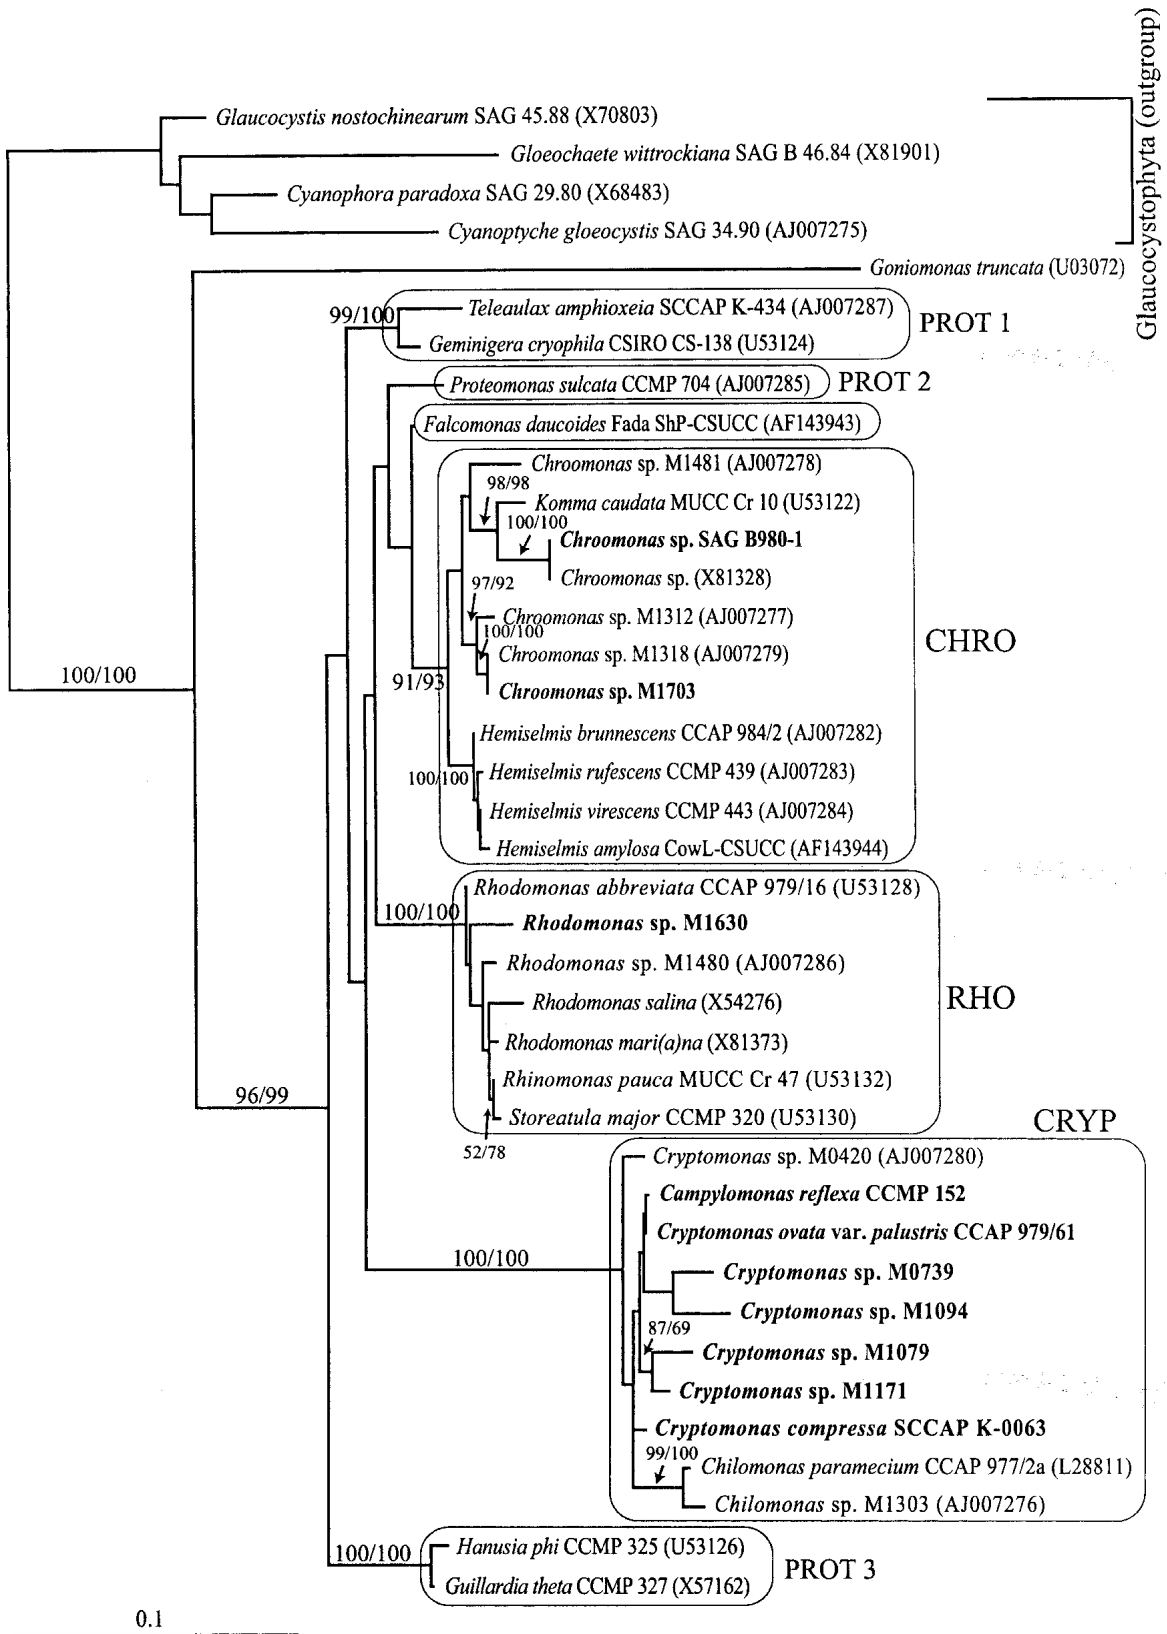 Glaucocystophyta (outgroup)
Glaucocystis nostochinearum SAG 45.88 (X70803)
Gloeochaete wittrockiana SAG B 46.84 (X81901)
Cyanophora paradoxa SAG 29.80 (X68483)
Cyanoptyche gloeocystis SAG 34.90 (AJ007275)
Goniomonas truncata (U03072)
99/100
Teleaulax amphioxeia SCCAP K-434 (AJ007287)
PROT 1
Geminigera cryophila CSIRO CS-138 (U53124)
Proteomonas sulcata CCMP 704 (AJ007285)
PROT 2
Falcomonas daucoides Fada ShP-CSUCC (AF143943)
Chroomonas sp. M1481 (AJ007278)
98/98
Komma caudata MUCC Cr 10 (U53122)
100/100
Chroomonas sp. SAG B980-1
Chroomonas sp. (X81328)
97/92
Chroomonas sp. M1312 (AJ007277)
100/100
CHRO
Chroomonas sp. M1318 (AJ007279)
100/100
91/93
Chroomonas sp. M1703
Hemiselmis brunnescens CCAP 984/2 (AJ007282)
100/100
Hemiselmis rufescens CCMP 439 (AJ007283)
Hemiselmis virescens CCMP 443 (AJ007284)
Hemiselmis amylosa CowL-CSUCC (AF143944)
Rhodomonas abbreviata CCAP 979/16 (U53128)
100/100
Rhodomonas sp. M1630
Rhodomonas sp. M1480 (AJ007286)
RHO
Rhodomonas salina (X54276)
Rhodomonas mari(a)na (X81373)
Rhinomonas pauca MUCC Cr 47 (U53132)
96/99
Storeatula major CCMP 320 (U53130)
CRYP
52/78
Cryptomonas sp. M0420 (AJ007280)
Campylomonas reflexa CCMP 152
Cryptomonas ovata var. palustris CCAP 979/61
100/100
Cryptomonas sp. M0739
Cryptomonas sp. M1094
87/69
Cryptomonas sp. M1079
Cryptomonas sp. M1171
Cryptomonas compressa SCCAP K-0063
99/100
Chilomonas paramecium CCAP 977/2a (L28811)
Chilomonas sp. M1303 (AJ007276)
Hanusia phi CCMP 325 (U53126)
100/100
PROT 3
Guillardia theta CCMP 327 (X57162)
0.1